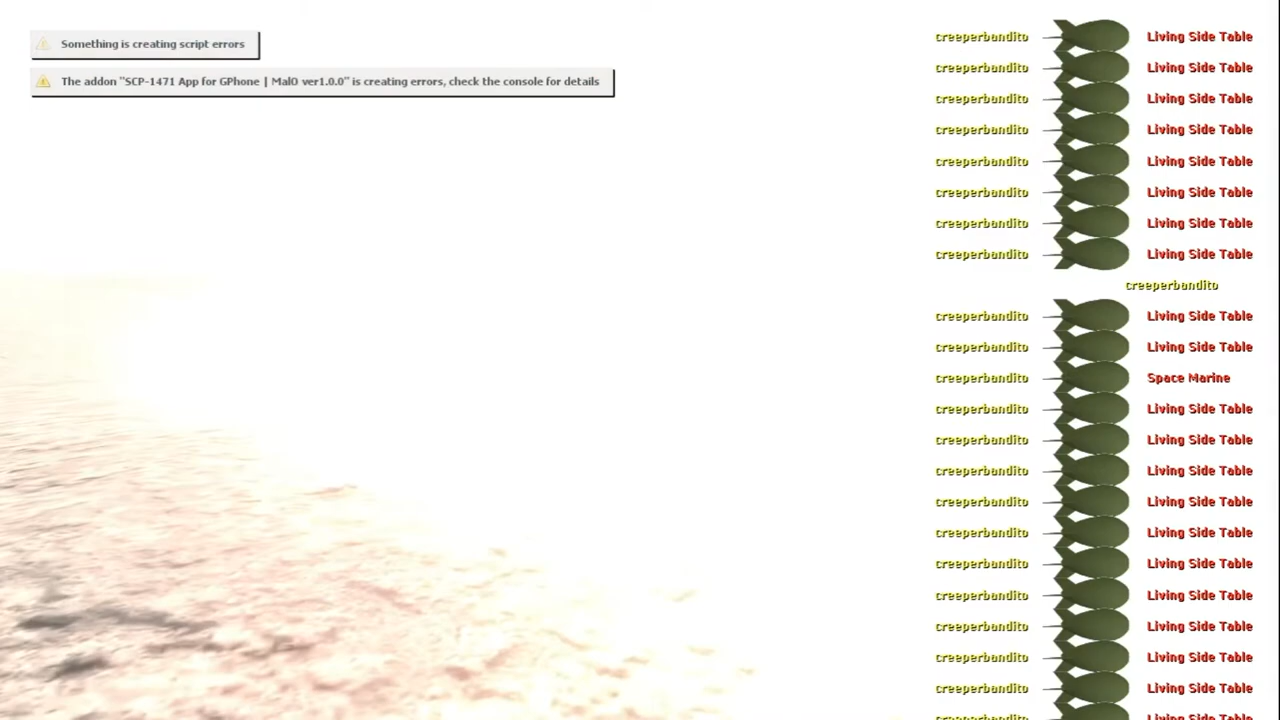 Something is creating script errors
The addon "SCP-1471 App for GPhone | MalO ver1.0.0" is creating errors, check the console for details
creeperbandito Living Side Table
creeperbandito Living Side Table
creeperbandito Living Side Table
creeperbandito Living Side Table
creeperbandito Living Side Table
creeperbandito Living Side Table
creeperbandito Living Side Table
creeperbandito Living Side Table
creeperbandito
creeperbandito Living Side Table
creeperbandito Living Side Table
creeperbandito Space Marine
creeperbandito Living Side Table
creeperbandito Living Side Table
creeperbandito Living Side Table
creeperbandito Living Side Table
creeperbandito Living Side Table
creeperbandito Living Side Table
creeperbandito Living Side Table
creeperbandito Living Side Table
creeperbandito Living Side Table
creeperbandito Living Side Table
creeperbandito Living Side Table